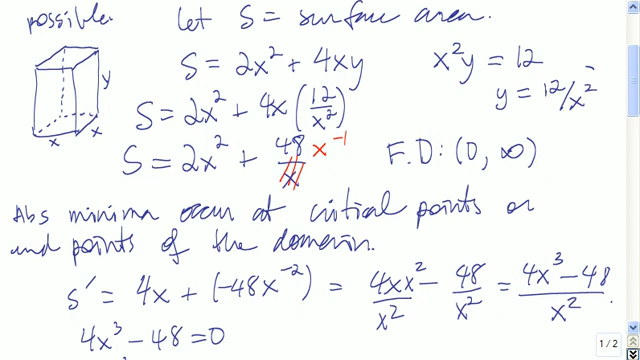 possible. Let S = surface area.
S = 2x² + 4xy x²y = 12
y = 12/x²
S = 2x² + 4x (12/x²)
S = 2x² + 48/x x⁻¹ F.D: (0, ∞)
y
x x
Abs minima occur at critical points or
end points of the domain.
S' = 4x + (-48x⁻²) = 4xx²/x² - 48/x² = 4x³-48/x².
4x³ - 48 = 0
1/2